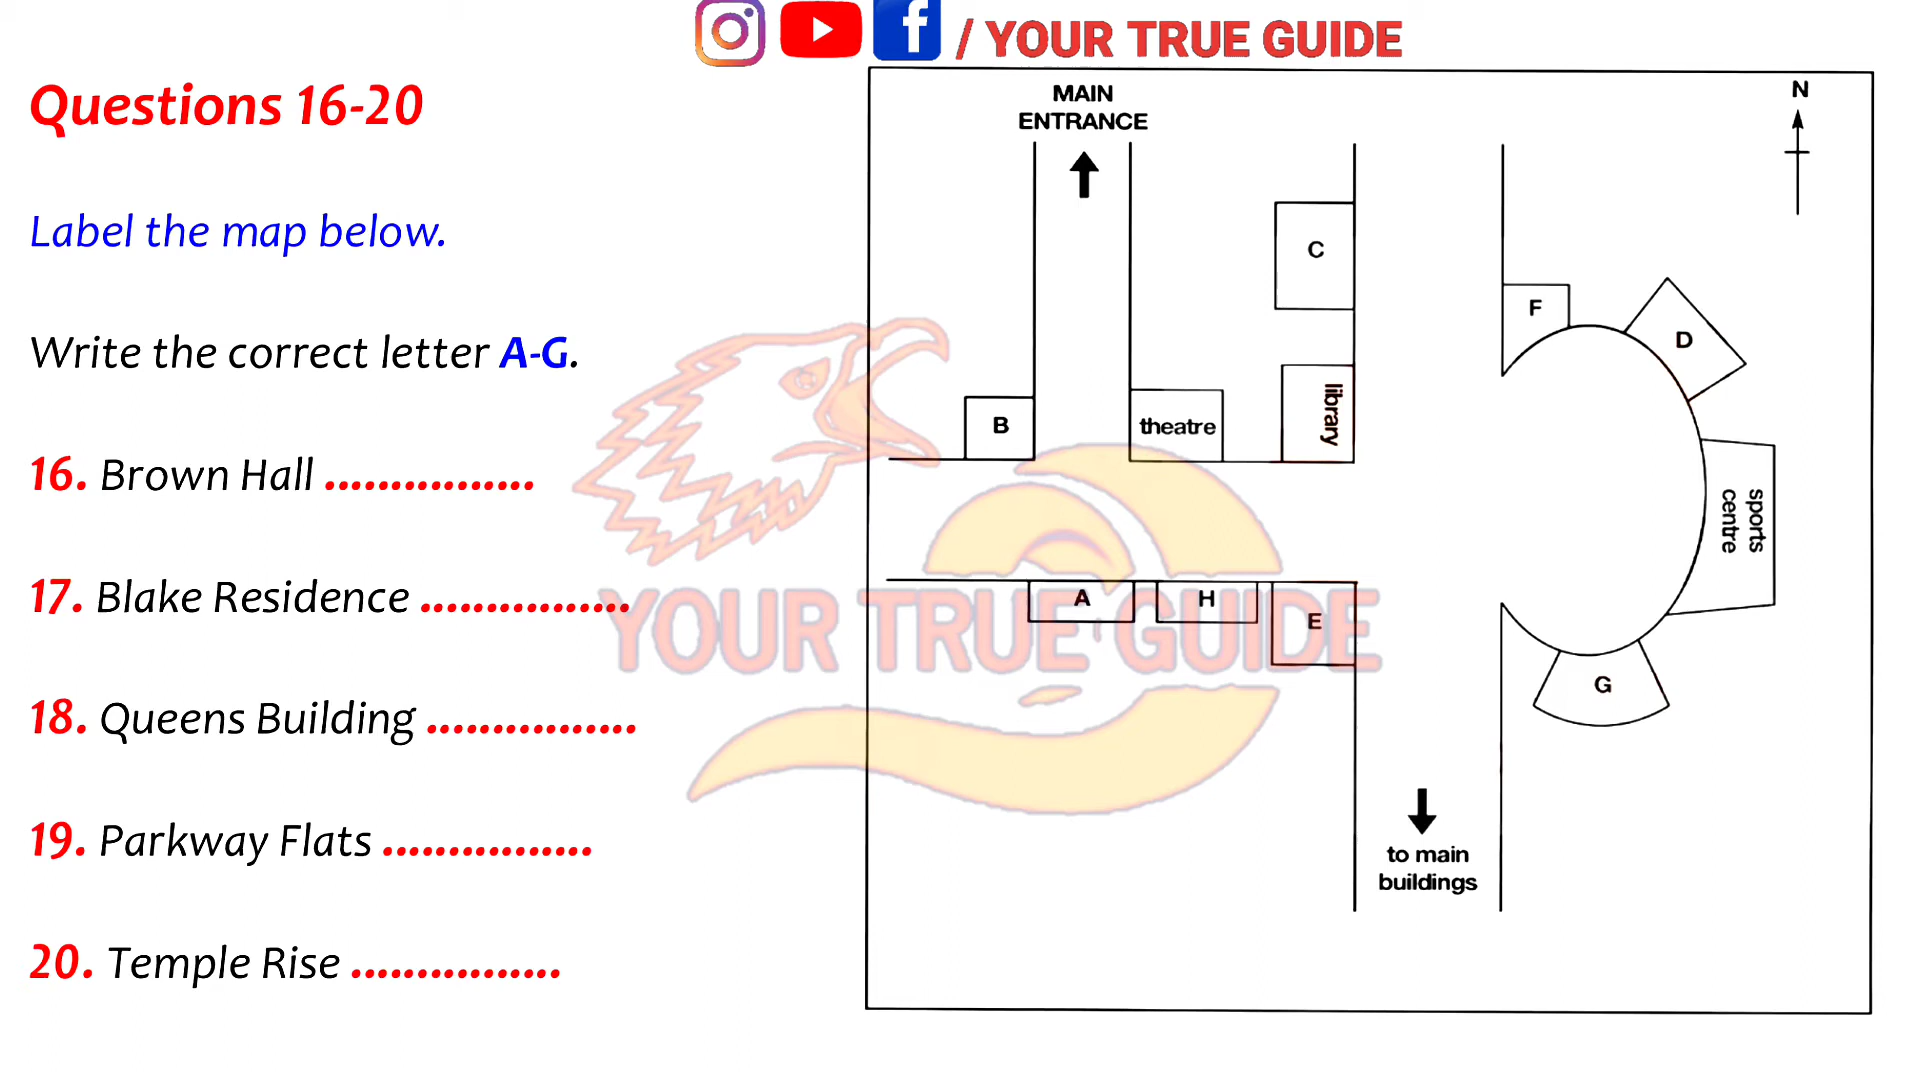 / YOUR TRUE GUIDE
Questions 16-20
Label the map below.
Write the correct letter A-G.
16. Brown Hall ................
17. Blake Residence ................
18. Queens Building ................
19. Parkway Flats ................
20. Temple Rise ................
MAIN
ENTRANCE
N
C
F
D
B
theatre
library
sports
centre
A
H
E
G
to main
buildings
YOUR TRUE GUIDE